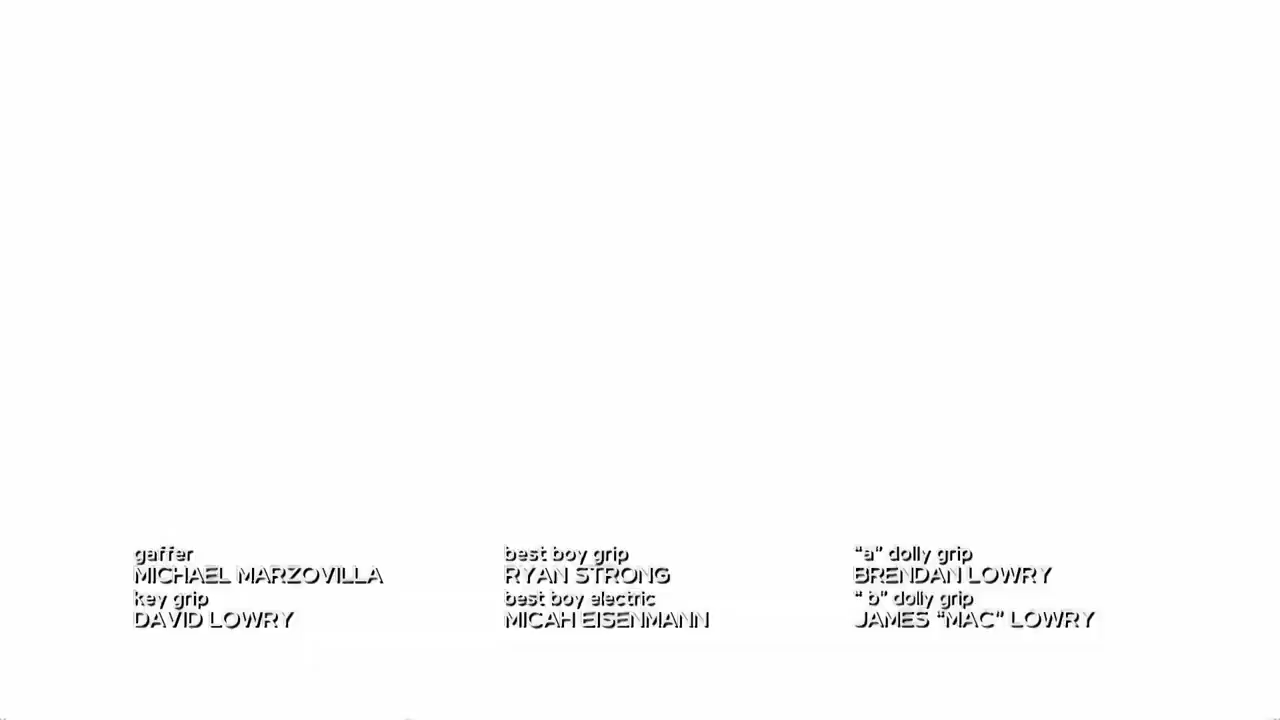 gaffer
MICHAEL MARZOVILLA
key grip
DAVID LOWRY
best boy grip
RYAN STRONG
best boy electric
MICAH EISENMANN
"a" dolly grip
BRENDAN LOWRY
" b" dolly grip
JAMES "MAC" LOWRY